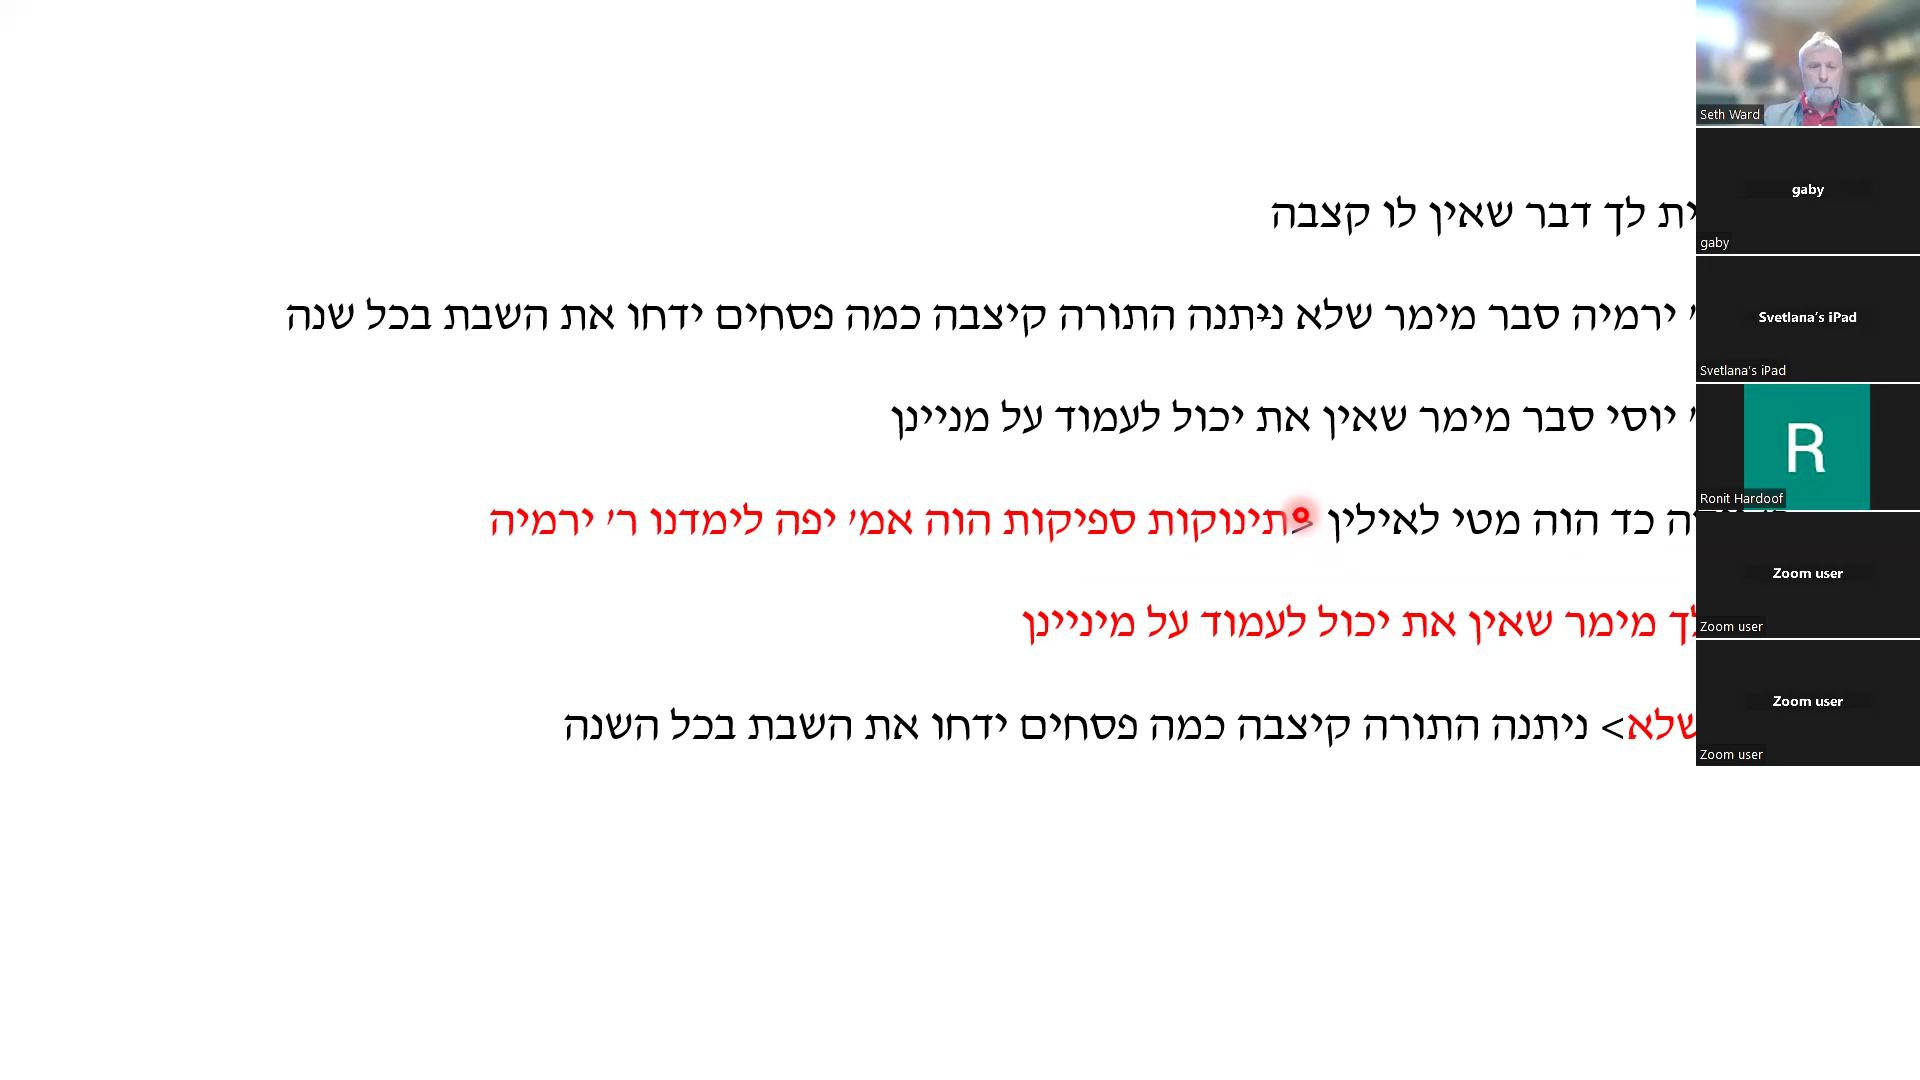 ית לך דבר שאין לו קצבה
ירמיה סבר מימר שלא ניתנה התורה קיצבה כמה פסחים ידחו את השבת בכל שנה
יוסי סבר מימר שאין את יכול לעמוד על מניינן
כד הוה מטי לאילין <תינוקות ספיקות הוה אמ׳ יפה לימדנו ר׳ ירמיה
מימר שאין את יכול לעמוד על מיניינן
שלא> ניתנה התורה קיצבה כמה פסחים ידחו את השבת בכל השנה
Seth Ward
gaby
gaby
Svetlana's iPad
Svetlana's iPad
R
Ronit Hardoof
Zoom user
Zoom user
Zoom user
Zoom user